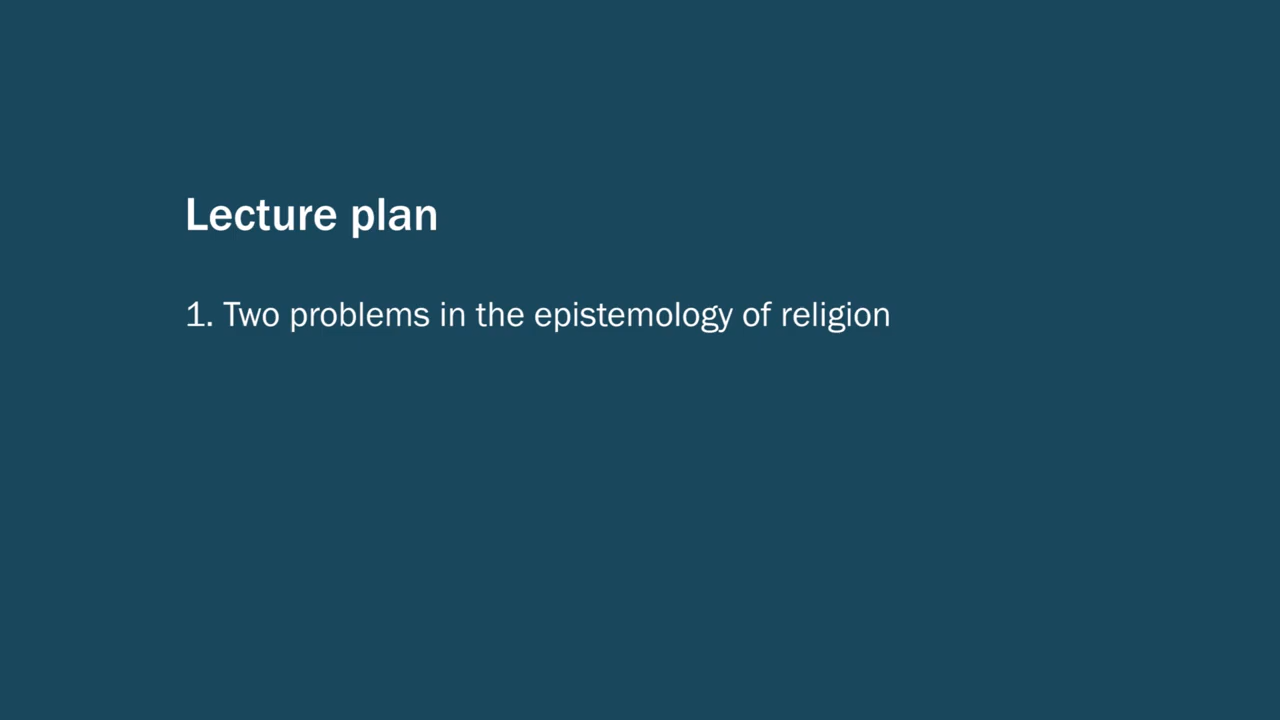 Lecture plan
1. Two problems in the epistemology of religion